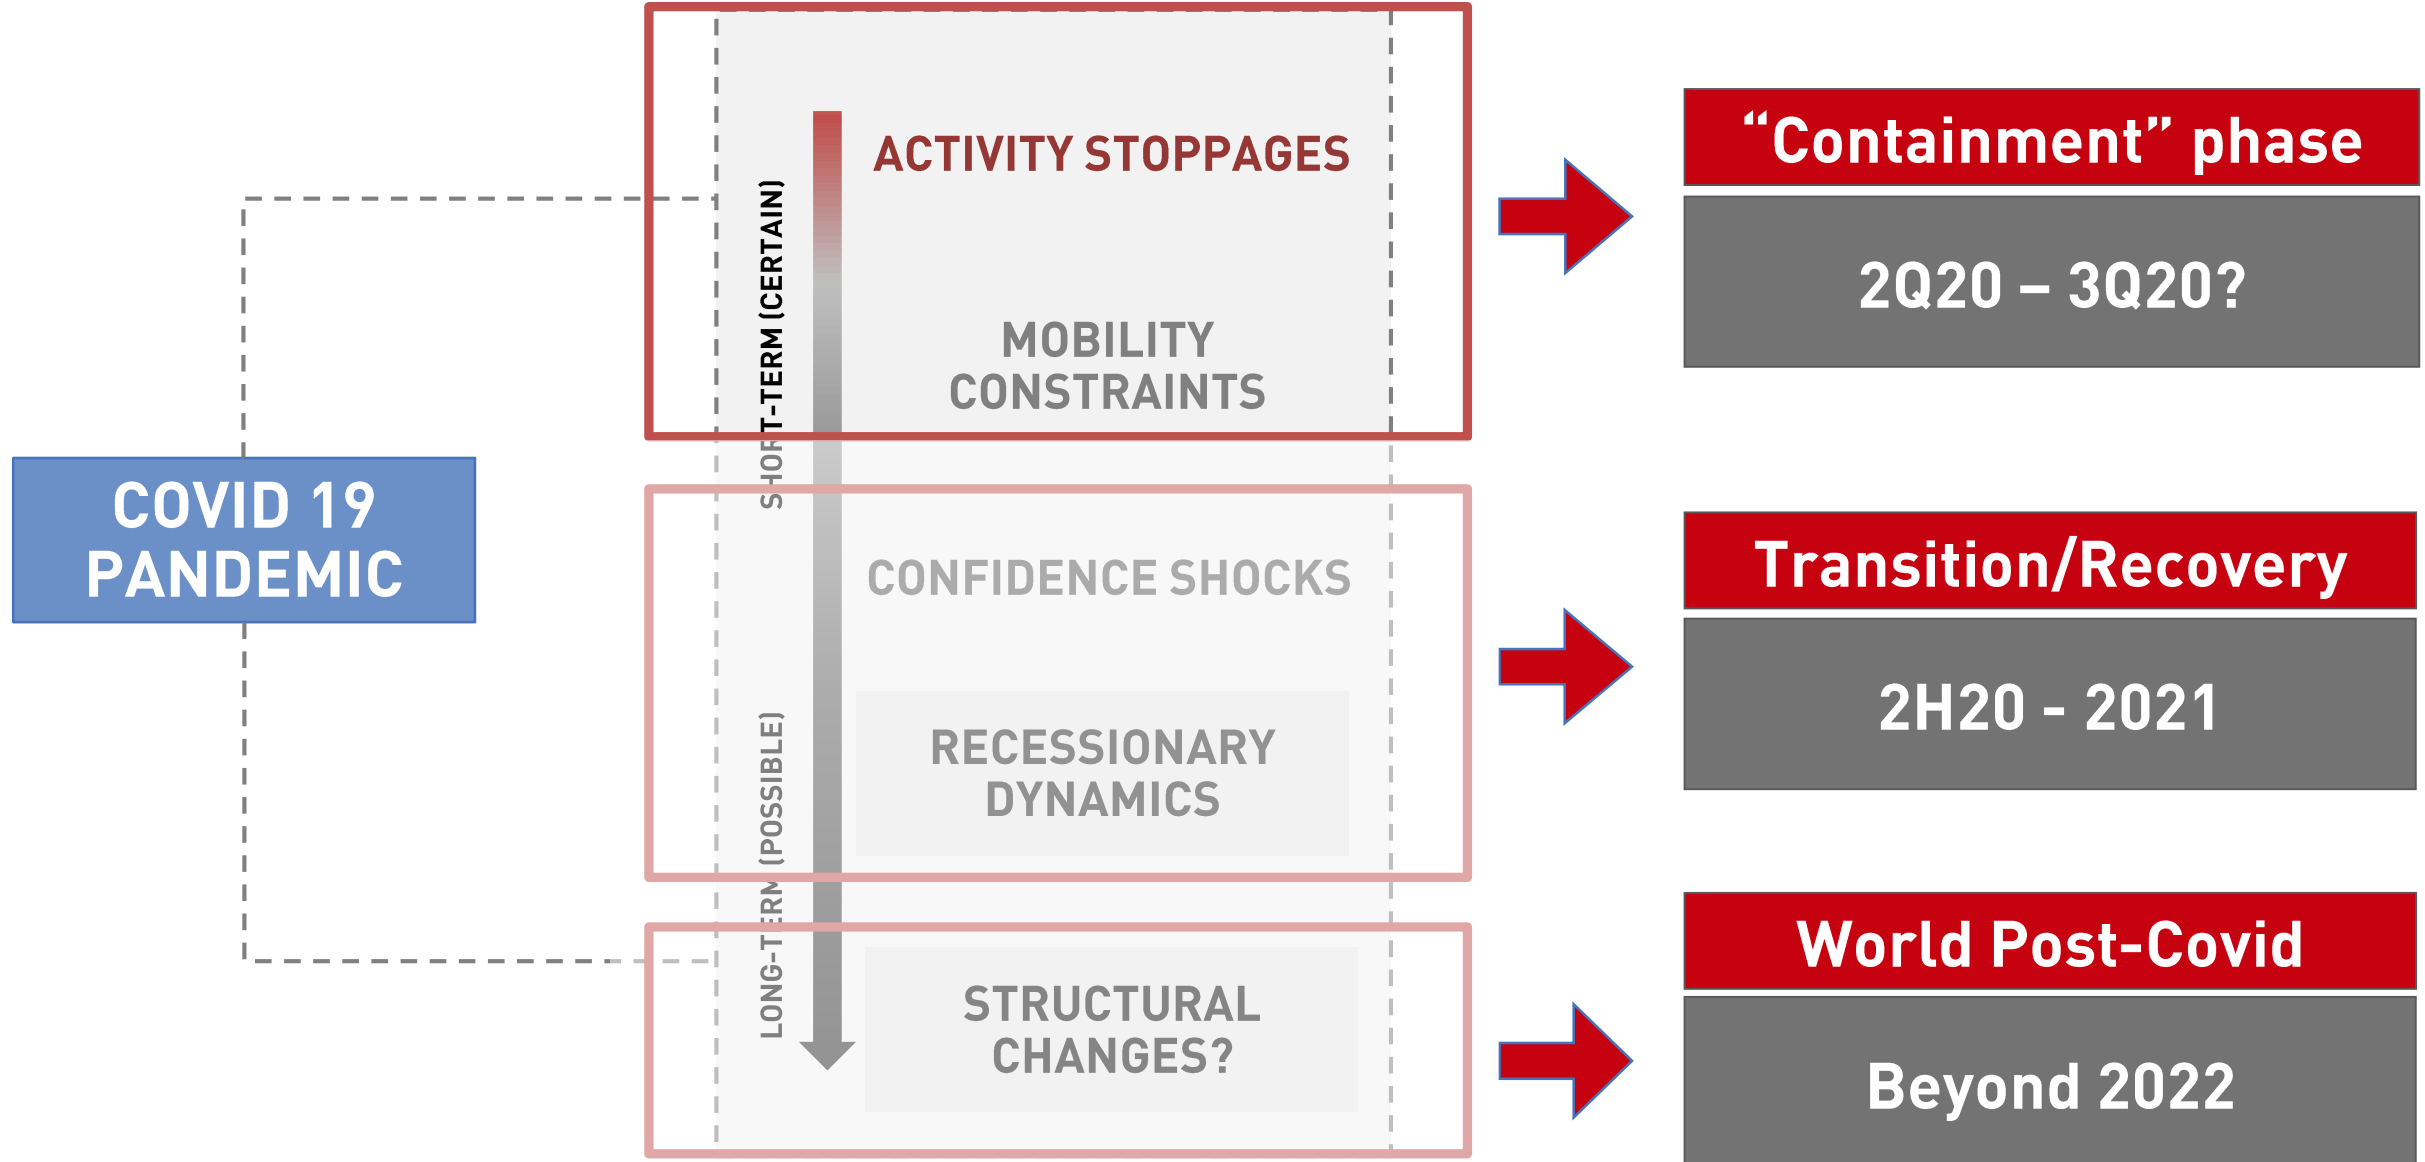 COVID 19
PANDEMIC
SHORT-TERM (CERTAIN)
LONG-TERM (POSSIBLE)
ACTIVITY STOPPAGES
MOBILITY
CONSTRAINTS
CONFIDENCE SHOCKS
RECESSIONARY
DYNAMICS
STRUCTURAL
CHANGES?
“Containment” phase
2Q20 – 3Q20?
Transition/Recovery
2H20 - 2021
World Post-Covid
Beyond 2022